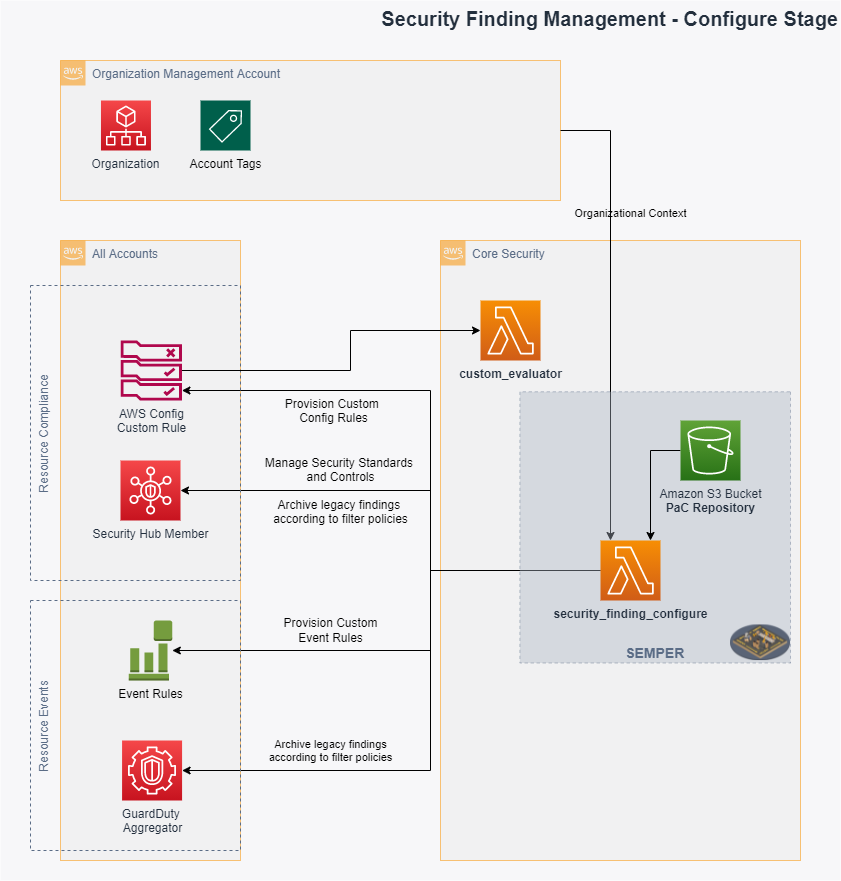 Security Finding Management - Configure Stage
aws
Organization Management Account
Organization
Account Tags
Organizational Context
aws
All Accounts
aws
Core Security
custom_evaluator
Resource Compliance
AWS Config
Custom Rule
Provision Custom
Config Rules
Manage Security Standards
and Controls
Security Hub Member
Archive legacy findings
according to filter policies
Amazon S3 Bucket
PaC Repository
security_finding_configure
SEMPER
Resource Events
Provision Custom
Event Rules
Event Rules
Archive legacy findings
according to filter policies
GuardDuty
Aggregator